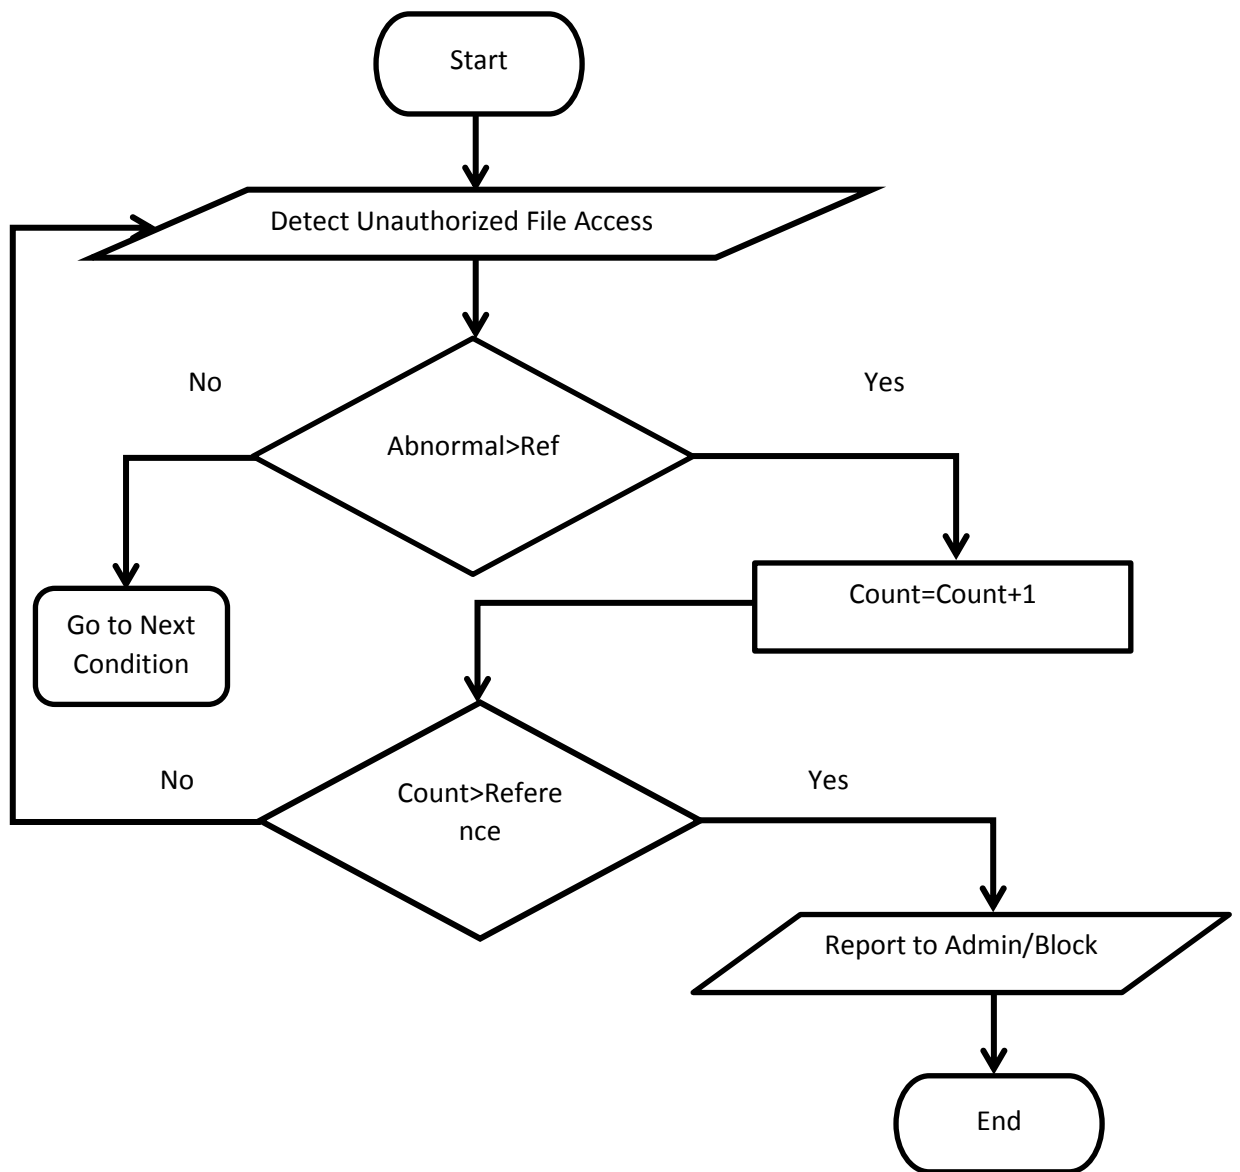 Start
Detect Unauthorized File Access
No
Yes
Abnormal>Ref
Count=Count+1
Go to Next
Condition
No
Yes
Count>Refere
nce
Report to Admin/Block
End